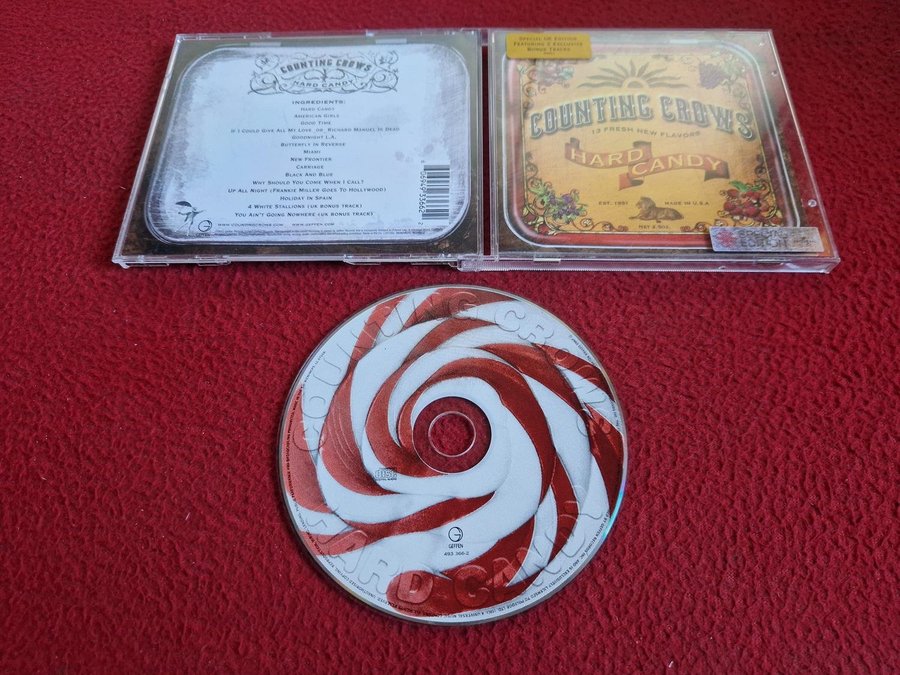 COUNTING CROWS
HARD CANDY
INGREDIENTS:
HARD CANDY
AMERICAN GIRLS
GOOD TIME
IF I COULD GIVE ALL MY LOVE OR RICHARD MANUEL IS DEAD
GOODNIGHT L.A.
BUTTERFLY IN REVERSE
MIAMI
NEW FRONTIER
CARRIAGE
BLACK AND BLUE
WHY SHOULD YOU COME WHEN I CALL?
UP ALL NIGHT (FRANKIE MILLER GOES TO HOLLYWOOD)
HOLIDAY IN SPAIN
4 WHITE STALLIONS (UK BONUS TRACK)
YOU AIN'T GOING NOWHERE (UK BONUS TRACK)
WWW.COUNTINGCROWS.COM WWW.GEFFEN.COM
GEFFEN
SPECIAL UK EDITION
FEATURING 2 EXCLUSIVE
BONUS TRACKS
COUNTING CROWS
13 FRESH NEW FLAVORS
HARD CANDY
EST. 1991 MADE IN U.S.A
COUNTING CROWS
GEFFEN
493 366-2
HARD CANDY